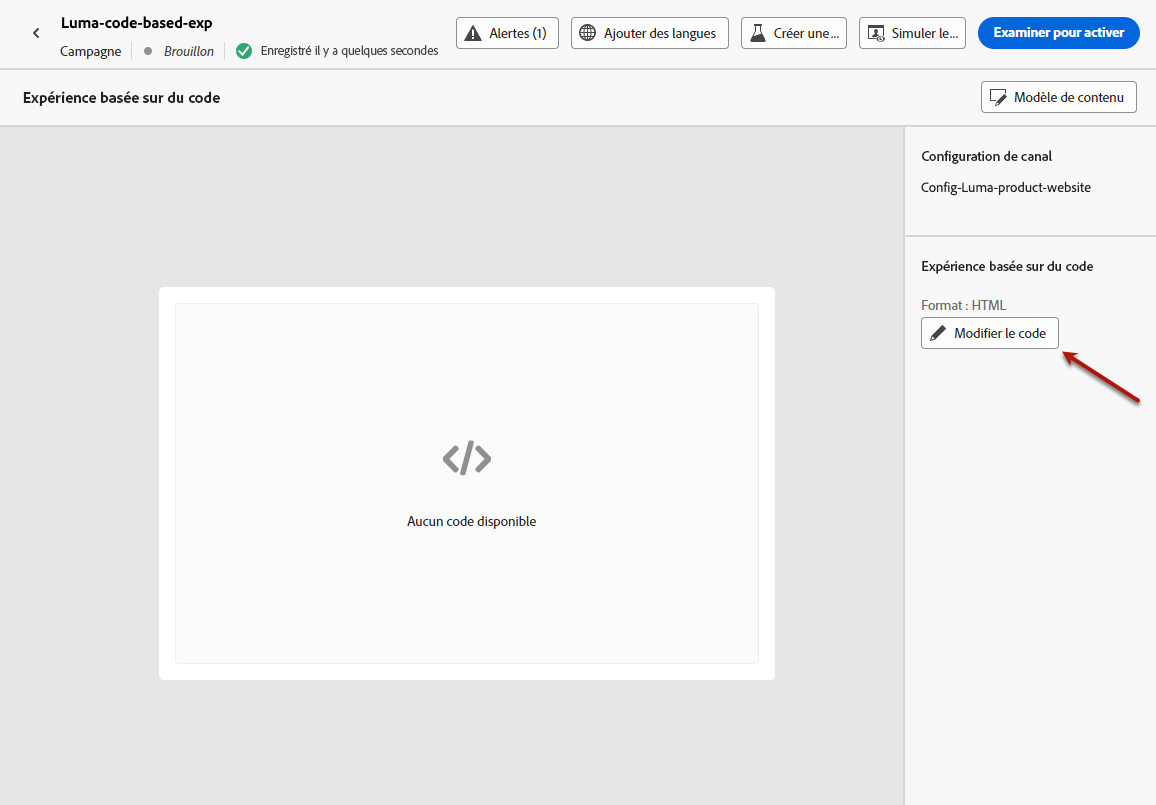 Luma-code-based-exp
Campagne
Brouillon
Enregistré il y a quelques secondes
Alertes (1)
Ajouter des langues
Créer une...
Simuler le...
Examiner pour activer
Expérience basée sur du code
Modèle de contenu
Configuration de canal
Config-Luma-product-website
Expérience basée sur du code
Format : HTML
Modifier le code
</> 
Aucun code disponible